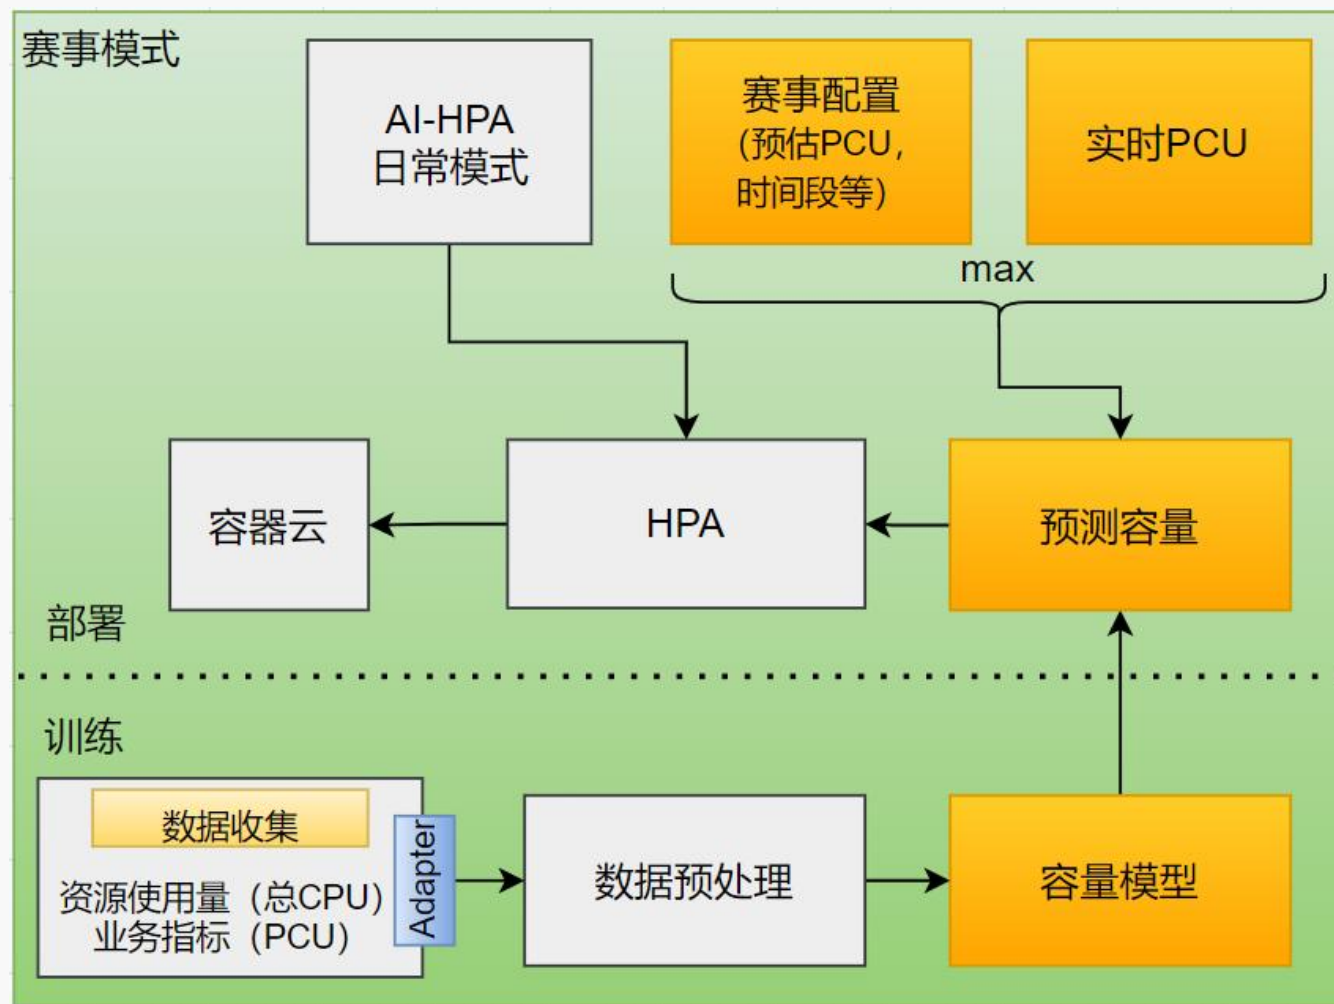 赛事模式
AI-HPA
日常模式
赛事配置
(预估PCU，
时间段等）
实时PCU
max
容器云
HPA
预测容量
部署
训练
数据收集
资源使用量（总CPU）
业务指标（PCU）
Adapter
数据预处理
容量模型